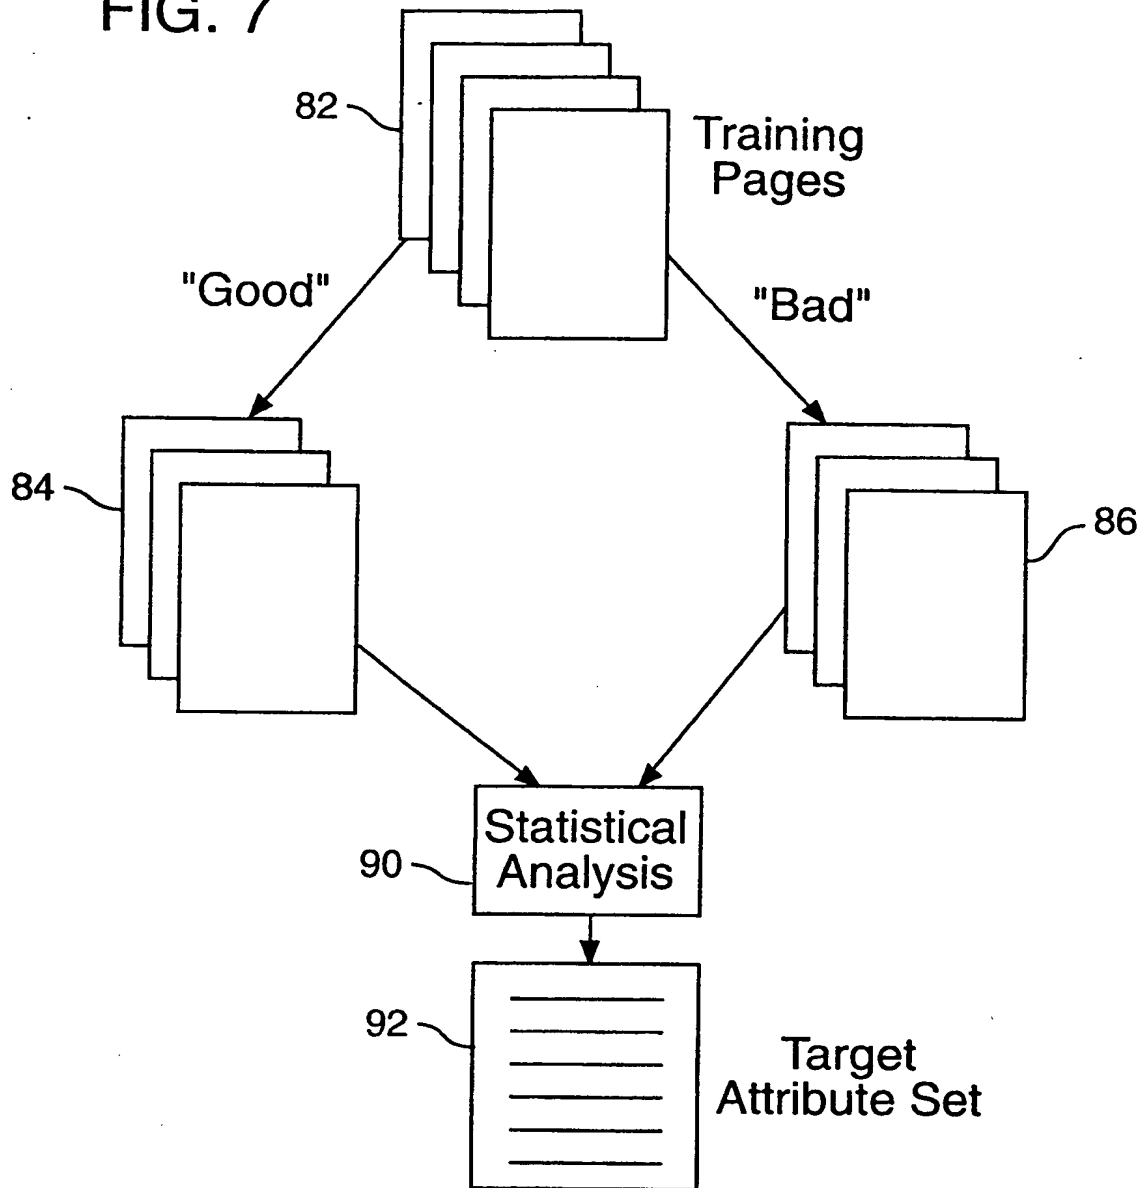 FIG. 7
82
Training
Pages
"Good"
"Bad"
84
86
Statistical
Analysis
90
92
Target
Attribute Set